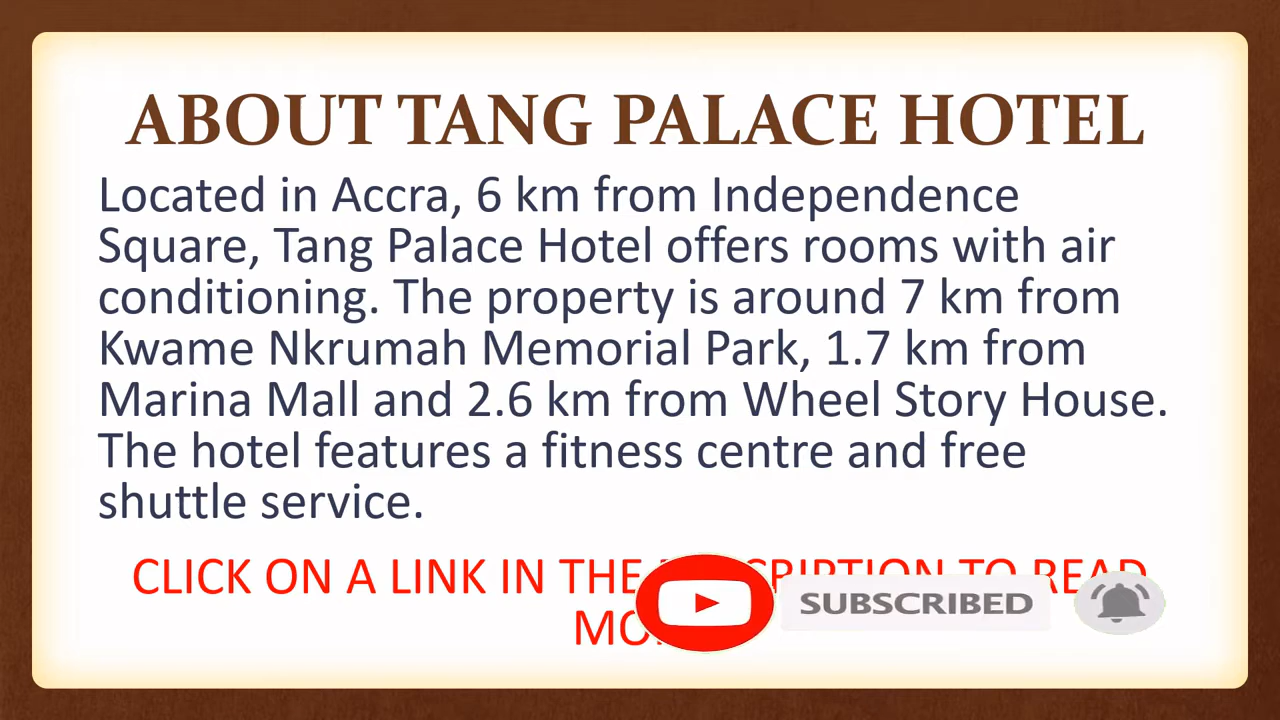 ABOUT TANG PALACE HOTEL
Located in Accra, 6 km from Independence
Square, Tang Palace Hotel offers rooms with air
conditioning. The property is around 7 km from
Kwame Nkrumah Memorial Park, 1.7 km from
Marina Mall and 2.6 km from Wheel Story House.
The hotel features a fitness centre and free
shuttle service.
CLICK ON A LINK IN THE TO READ
SUBSCRIBED